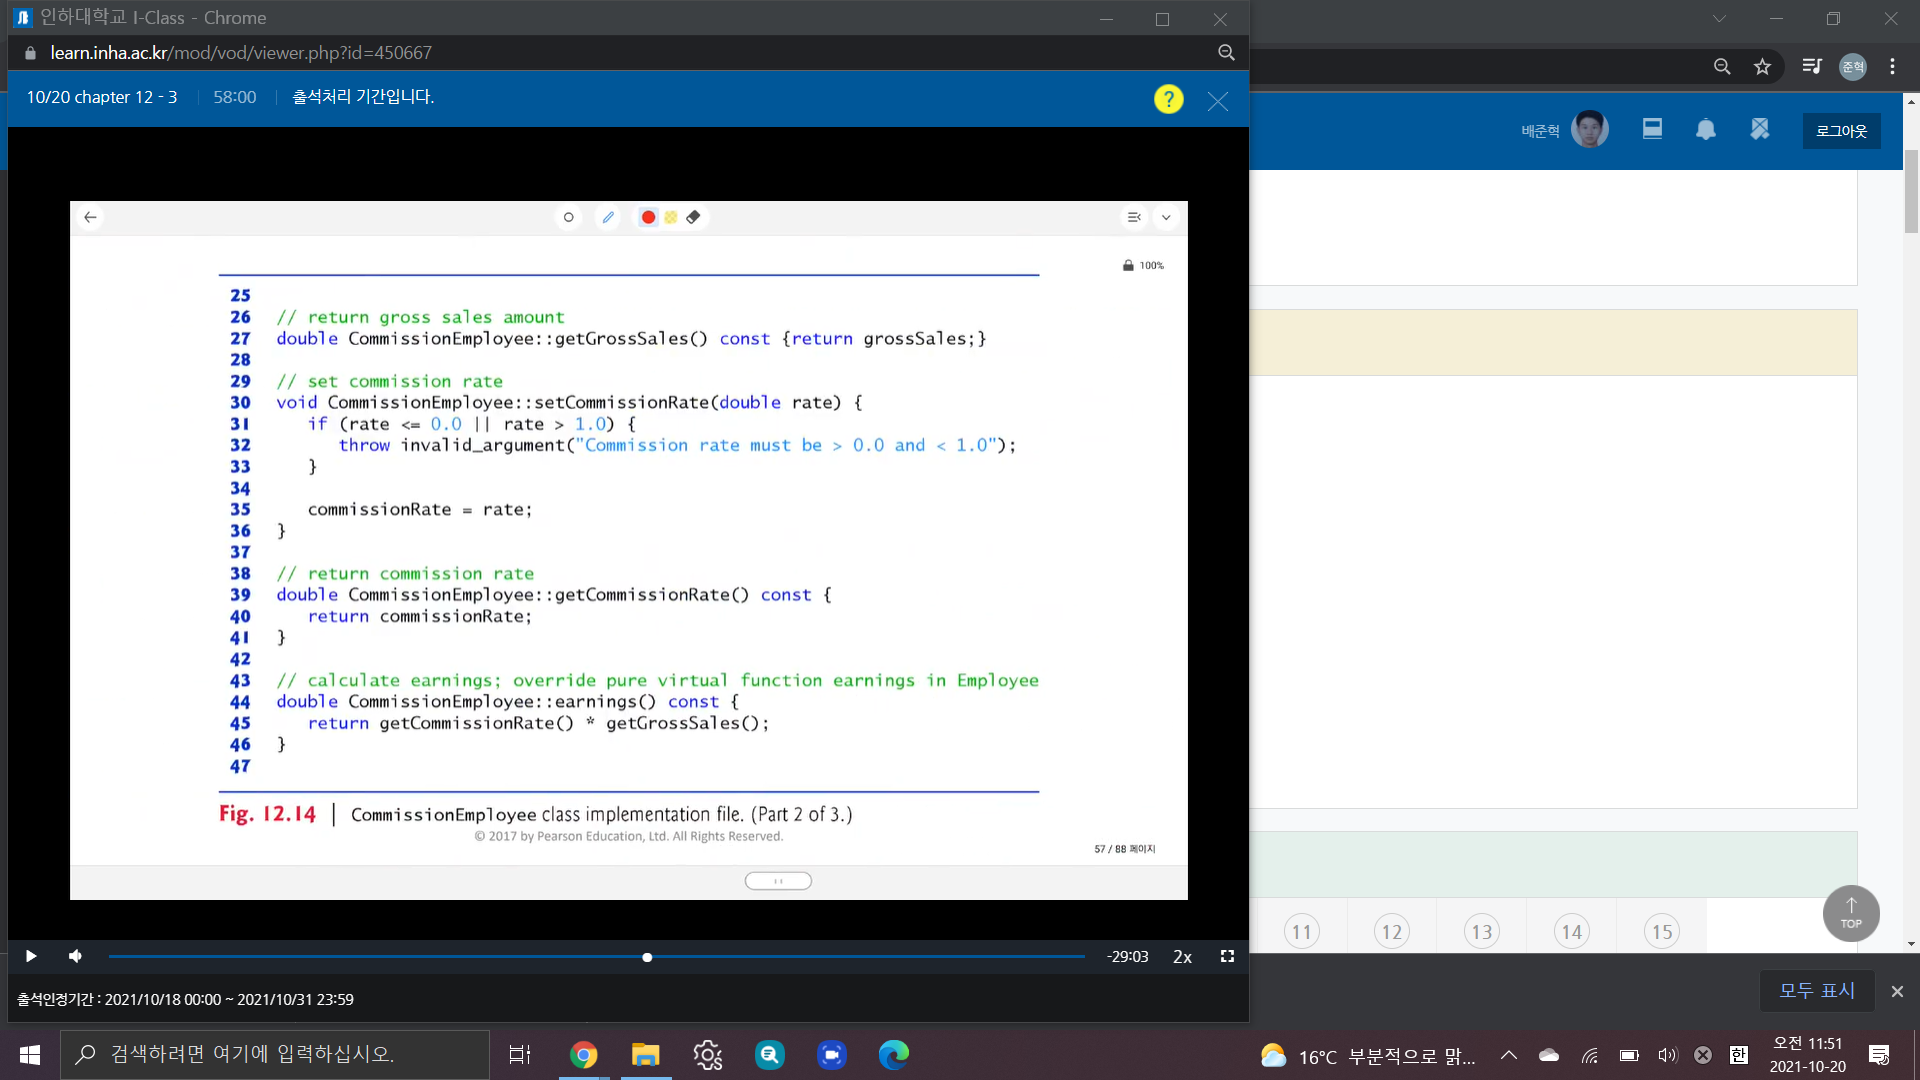 인하대학교 I-Class - Chrome
learn.inha.ac.kr/mod/vod/viewer.php?id=450667
10/20 chapter 12 - 3 58:00 출석처리 기간입니다. ?
준혁
배준혁 로그아웃
100%
25
26 // return gross sales amount
27 double CommissionEmployee::getGrossSales() const {return grossSales;}
28
29 // set commission rate
30 void CommissionEmployee::setCommissionRate(double rate) {
31 if (rate <= 0.0 || rate > 1.0) {
32 throw invalid_argument("Commission rate must be > 0.0 and < 1.0");
33 }
34
35 commissionRate = rate;
36 }
37
38 // return commission rate
39 double CommissionEmployee::getCommissionRate() const {
40 return commissionRate;
41 }
42
43 // calculate earnings; override pure virtual function earnings in Employee
44 double CommissionEmployee::earnings() const {
45 return getCommissionRate() * getGrossSales();
46 }
47
Fig. 12.14 | CommissionEmployee class implementation file. (Part 2 of 3.)
© 2017 by Pearson Education, Ltd. All Rights Reserved.
57 / 88 페이지
11 12 13 14 15
TOP
-29:03 2x
출석인정기간 : 2021/10/18 00:00 ~ 2021/10/31 23:59
모두 표시
검색하려면 여기에 입력하십시오.
16°C 부분적으로 맑...
한
오전 11:51
2021-10-20